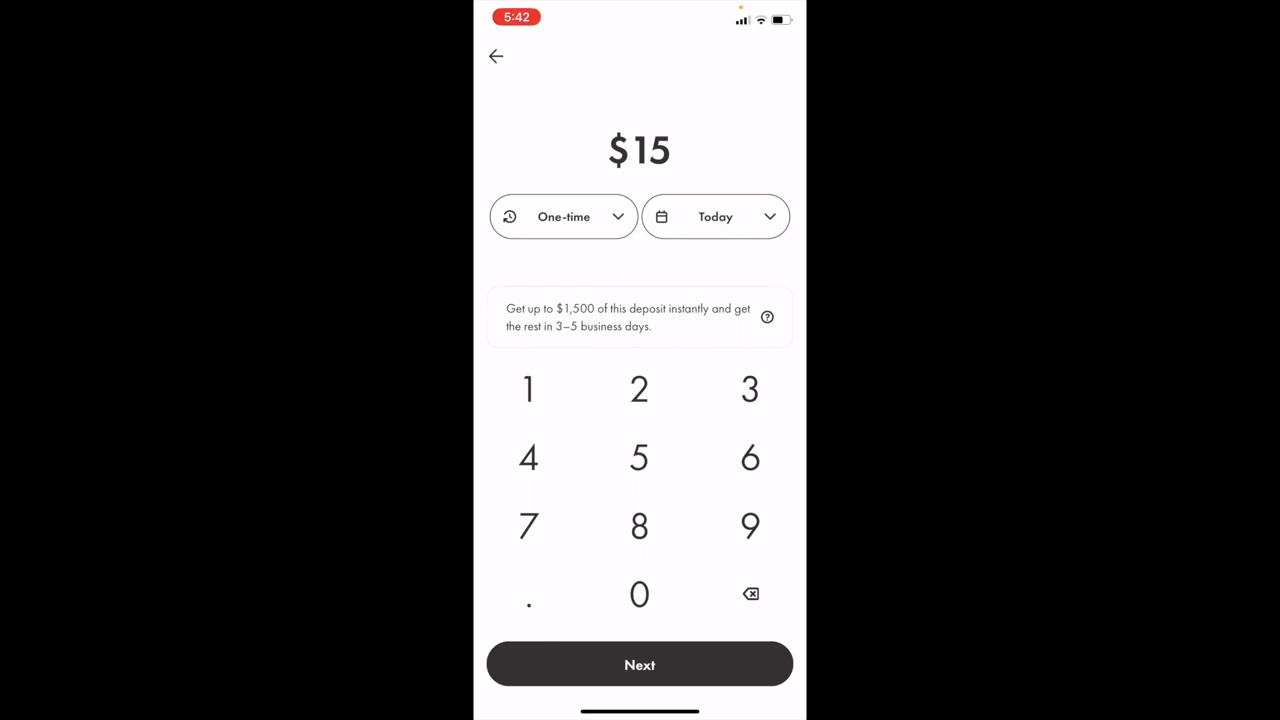 5:42
$15
One-time
Today
Get up to $1,500 of this deposit instantly and get
the rest in 3–5 business days.
1 2 3
4 5 6
7 8 9
. 0
Next